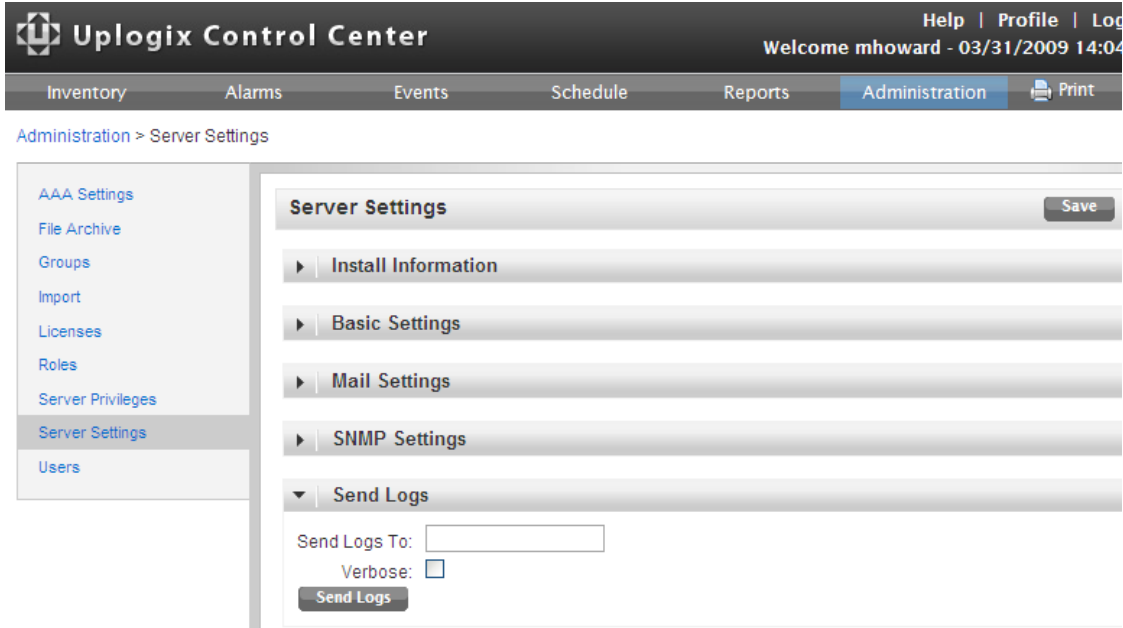 Uplogix Control Center
Help | Profile | Log
Welcome mhoward - 03/31/2009 14:04
Inventory Alarms Events Schedule Reports Administration Print
Administration > Server Settings
AAA Settings
File Archive
Groups
Import
Licenses
Roles
Server Privileges
Server Settings
Users
Server Settings
Save
Install Information
Basic Settings
Mail Settings
SNMP Settings
Send Logs
Send Logs To:
Verbose:
Send Logs